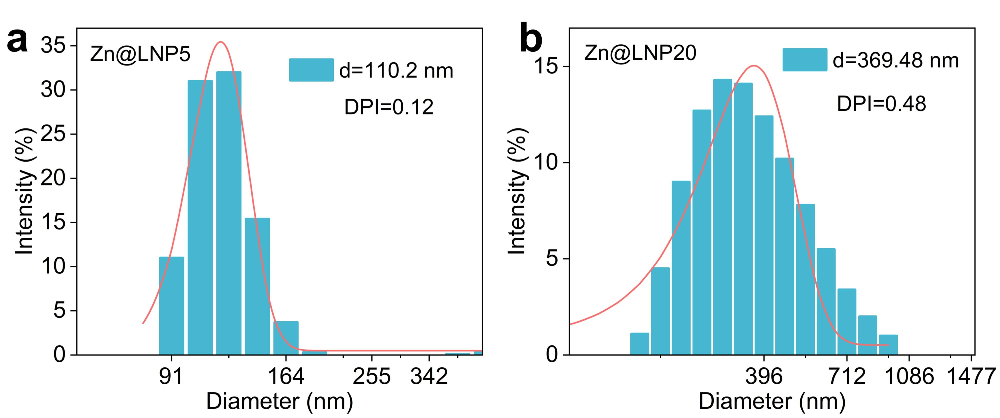 a
Zn@LNP5
d=110.2 nm
DPI=0.12
Intensity (%)
35
30
25
20
15
10
5
0
91 164 255 342
Diameter (nm)
b
Zn@LNP20
d=369.48 nm
DPI=0.48
Intensity (%)
15
10
5
0
396 712 1086 1477
Diameter (nm)